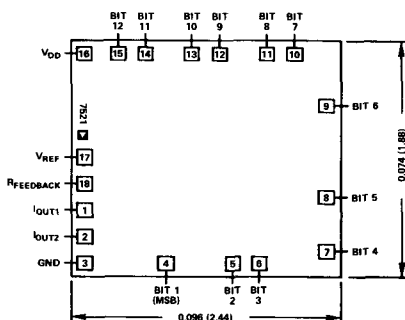 BIT 12
BIT 11
BIT 10
BIT 9
BIT 8
BIT 7
VDD
16
15
14
13
12
11
10
9
BIT 6
7521
VREF
17
RFEEDBACK
18
IOUT1
1
8
BIT 5
IOUT2
2
GND
3
4
5
6
7
BIT 4
BIT 1
(MSB)
BIT 2
BIT 3
0.074 (1.88)
0.096 (2.44)